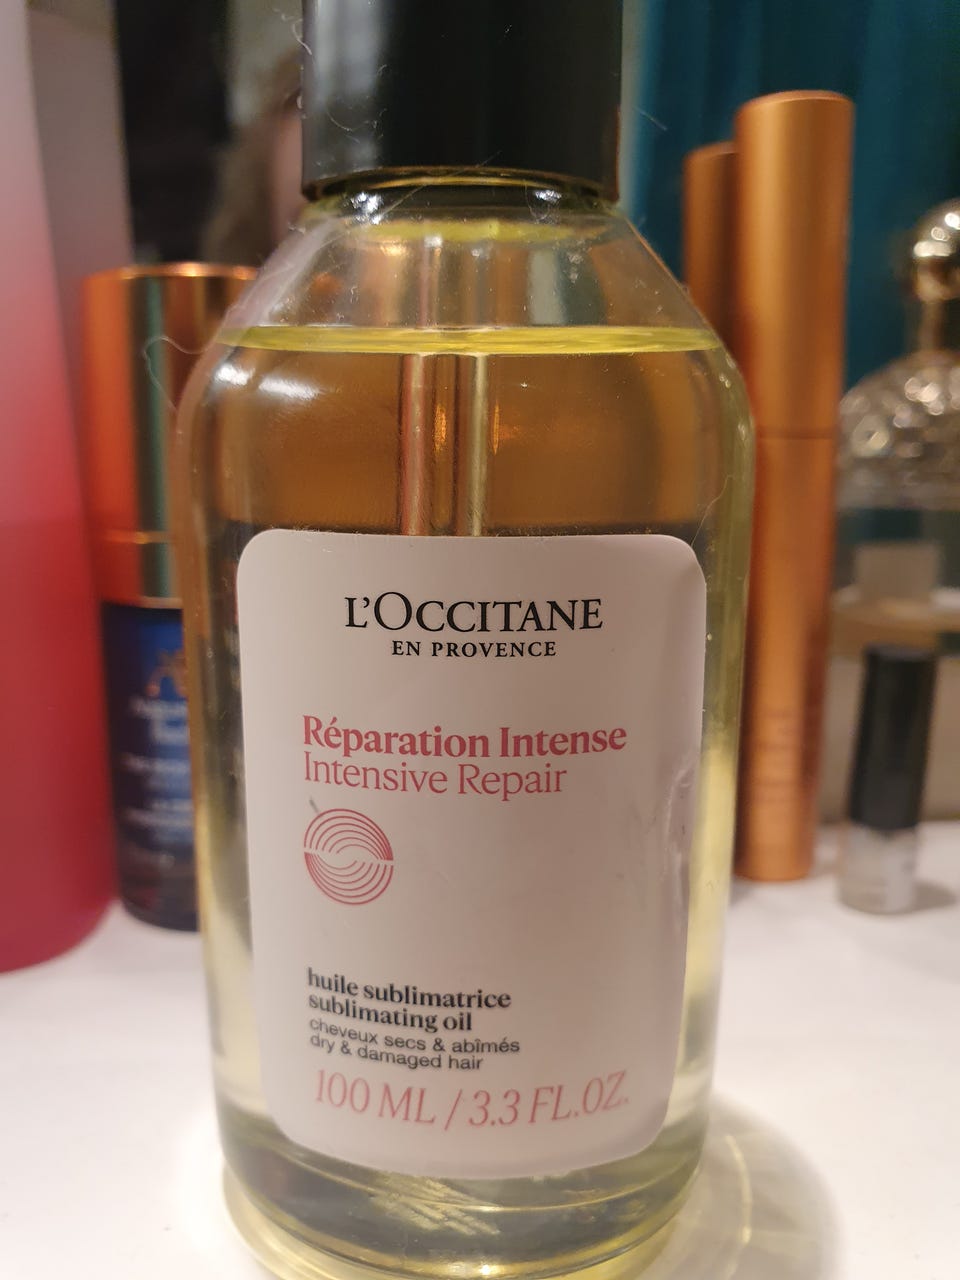 L'OCCITANE
EN PROVENCE
Réparation Intense
Intensive Repair
huile sublimatrice
sublimating oil
cheveux secs & abîmés
dry & damaged hair
100 ML / 3.3 FL.OZ.